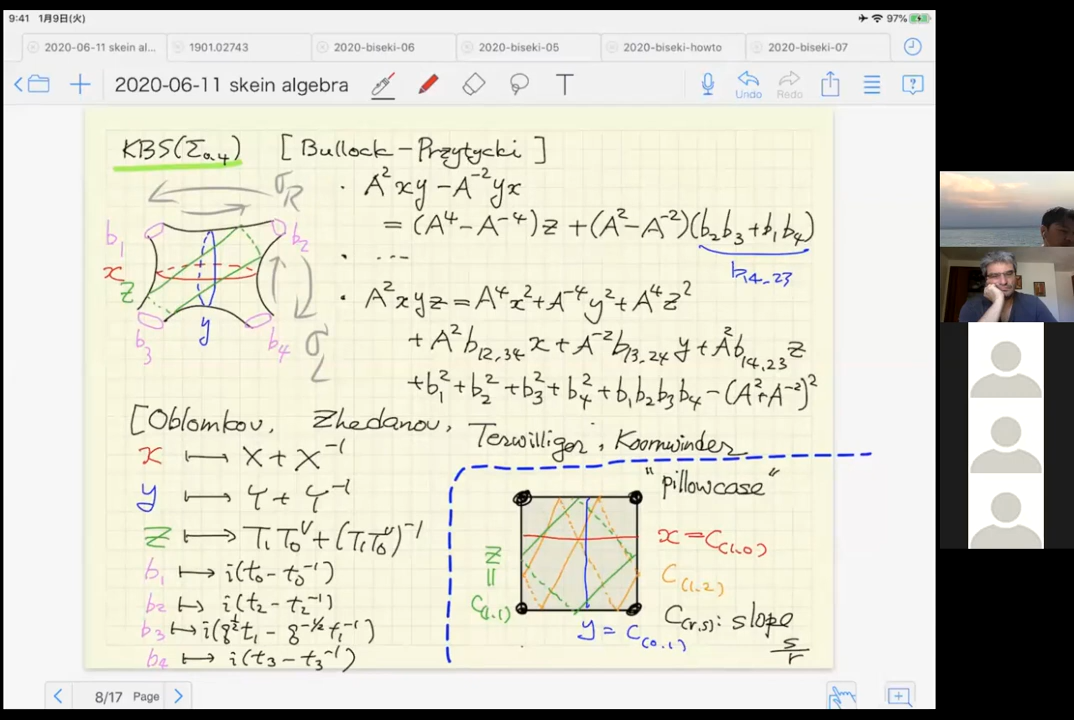 9:41 1月9日(火) 97%
2020-06-11 skein al... 1901.02743 2020-biseki-06 2020-biseki-05 2020-biseki-howto 2020-biseki-07
2020-06-11 skein algebra T Undo Redo
KBS(Σ₀,₄) [Bullock-Przytycki]
σ_R
· A²xy - A⁻²yx
= (A⁴-A⁻⁴)z + (A²-A⁻²)(b₂b₃+b₁b₄)
b₁₄,₂₃
· ...
· A²xyz = A⁴x²+A⁻⁴y²+A⁴z²
+ A²b₁₂,₃₄x + A⁻²b₁₃,₂₄y + A²b₁₄,₂₃z
+b₁²+b₂²+b₃²+b₄²+b₁b₂b₃b₄-(A²+A⁻²)²
b₁ b₂
x
z
b₃ y b₄ σ_L
[Oblomkov, Zhedanov, Terwilliger, Koornwinder
x ↦ X+X⁻¹
y ↦ Y+Y⁻¹
z ↦ T₁T₀ᵛ+(T₁T₀ᵛ)⁻¹
b₁ ↦ i(t₀-t₀⁻¹)
b₂ ↦ i(t₂-t₂⁻¹)
b₃ ↦ i(q^½t₁-q^-½t₁⁻¹)
b₄ ↦ i(t₃-t₃⁻¹)
"pillowcase"
x=C(1,0)
z
=
C(1,1)
C(1,2)
C(r,s): slope s/r
y=C(0,1)
8/17 Page